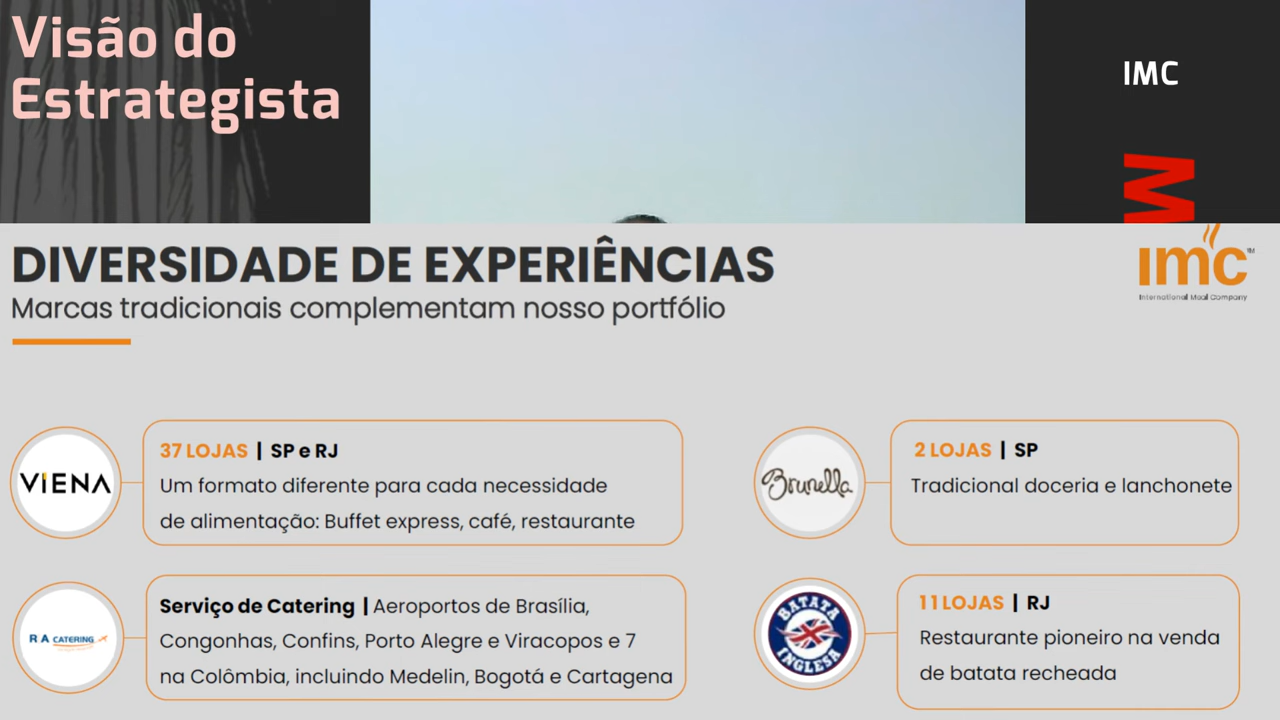 Visão do
Estrategista
IMC
M
DIVERSIDADE DE EXPERIÊNCIAS
Marcas tradicionais complementam nosso portfólio
imc
TM
International Meal Company
VIENA
37 LOJAS | SP e RJ
Um formato diferente para cada necessidade
de alimentação: Buffet express, café, restaurante
Brunella
2 LOJAS | SP
Tradicional doceria e lanchonete
R A CATERING
Serviço de Catering | Aeroportos de Brasília,
Congonhas, Confins, Porto Alegre e Viracopos e 7
na Colômbia, incluindo Medelin, Bogotá e Cartagena
BATATA
INGLESA
11 LOJAS | RJ
Restaurante pioneiro na venda
de batata recheada